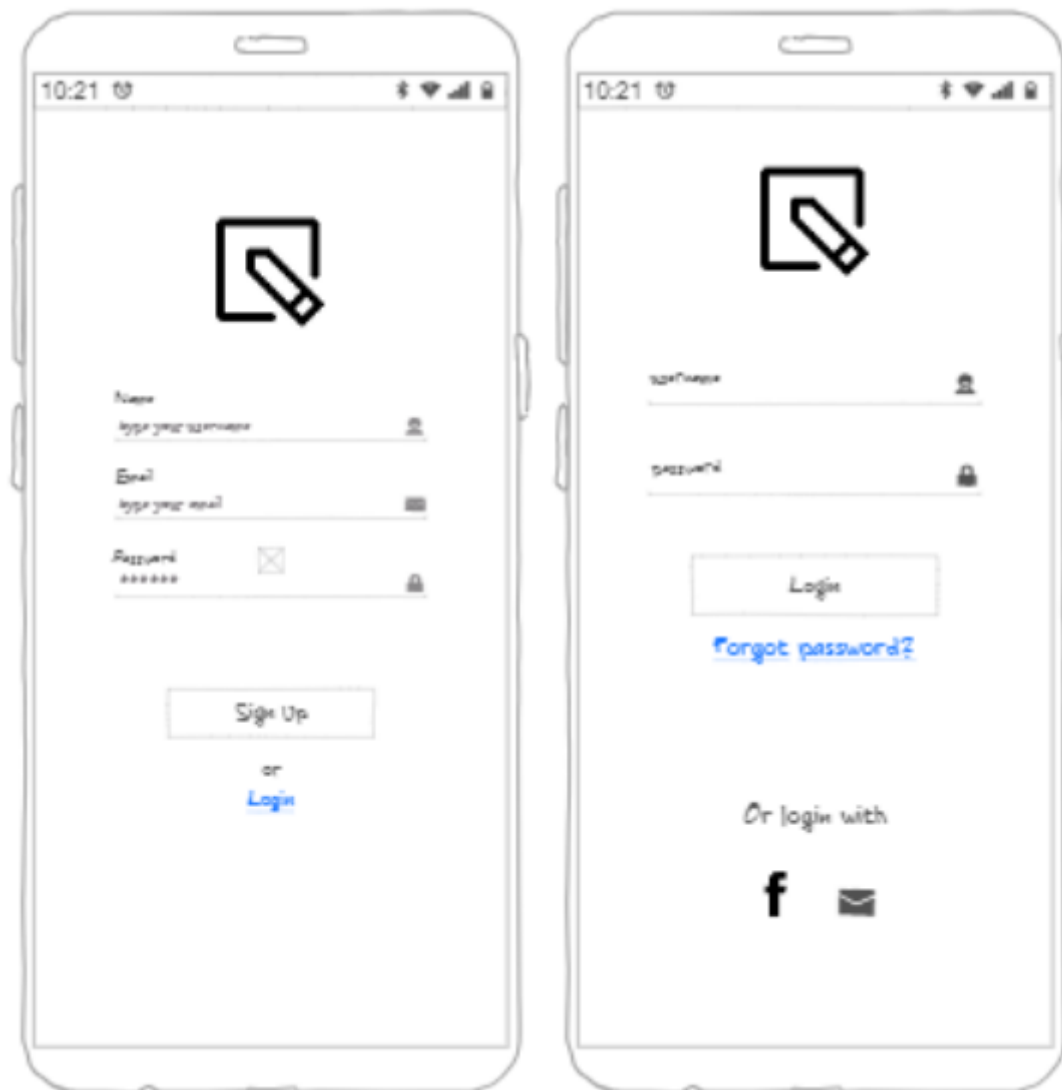 10:21
Name
type your username
Email
type your email
Password
******
Sign Up
or
Login
10:21
username
password
Login
Forgot password?
Or login with
f